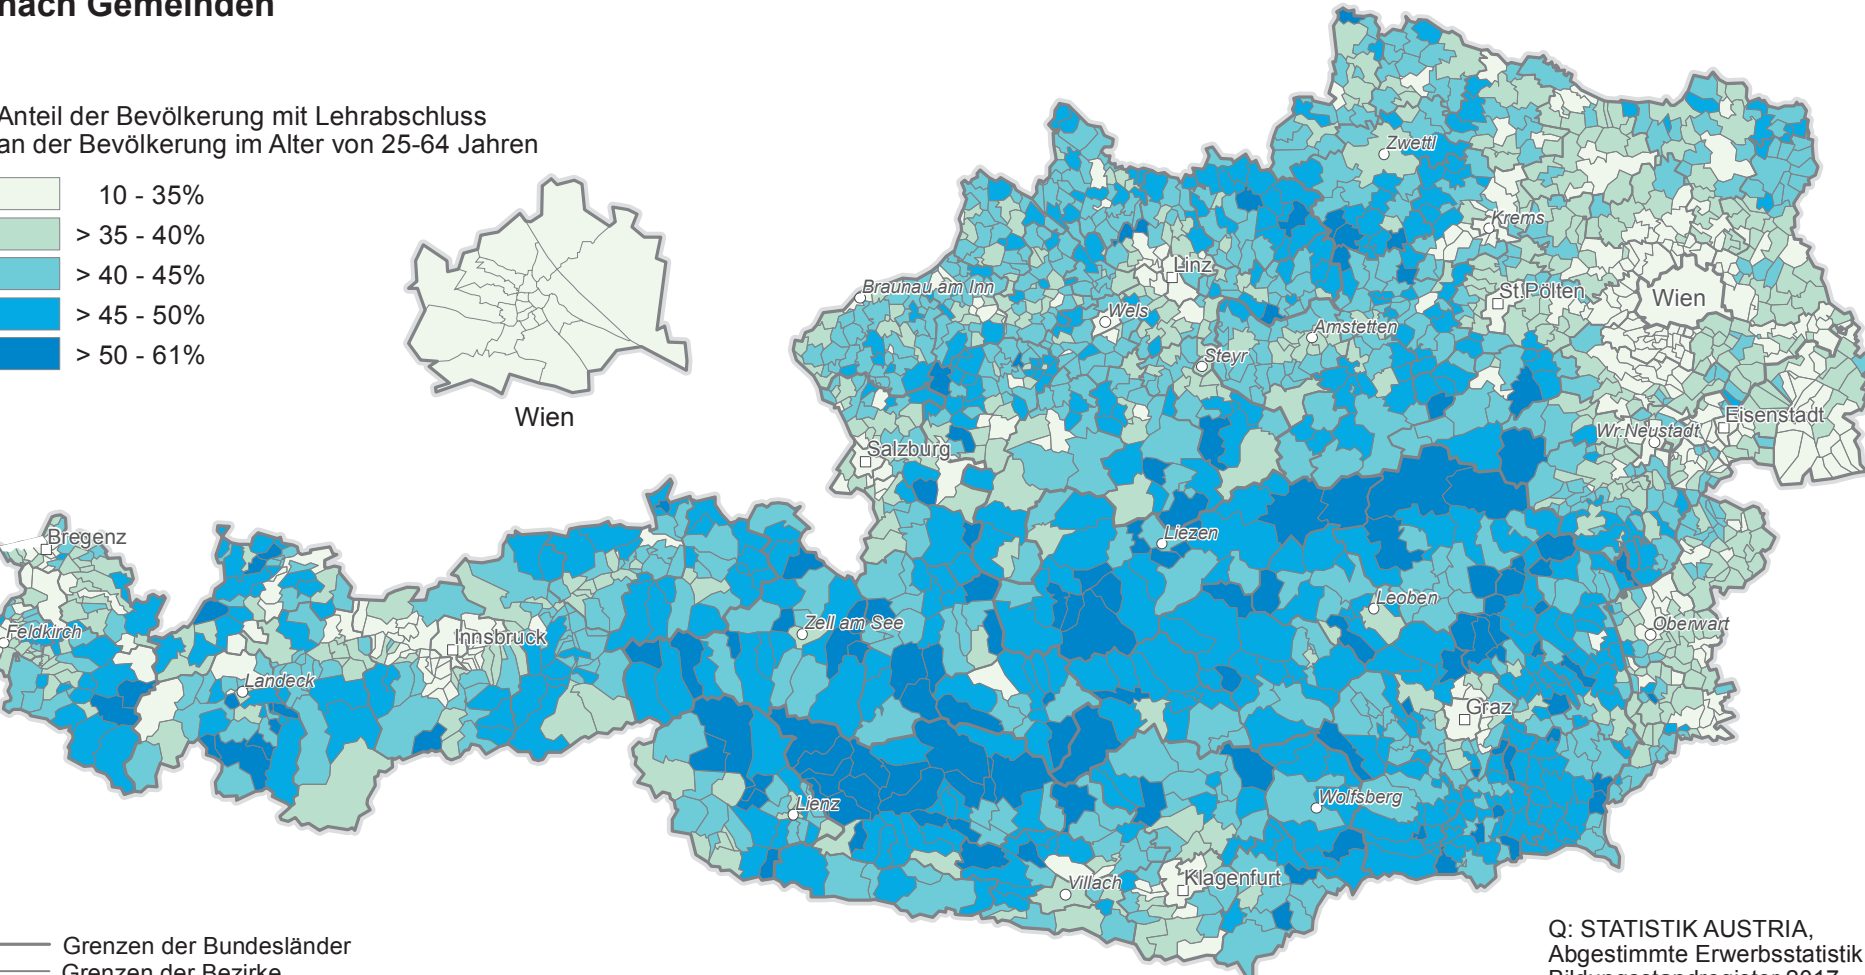 nach Gemeinden
Anteil der Bevölkerung mit Lehrabschluss
an der Bevölkerung im Alter von 25-64 Jahren
10 - 35%
> 35 - 40%
> 40 - 45%
> 45 - 50%
> 50 - 61%
Wien
Zwettl
Krems
Linz
Braunau am Inn
St.Pölten
Wien
Wels
Amstetten
Steyr
Eisenstadt
Wr.Neustadt
Salzburg
Liezen
Bregenz
Leoben
Zell am See
Oberwart
Feldkirch
Innsbruck
Landeck
Graz
Wolfsberg
Lienz
Villach
Klagenfurt
Grenzen der Bundesländer
Grenzen der Bezirke
Q: STATISTIK AUSTRIA,
Abgestimmte Erwerbsstatistik
Bildungsstandregister 2017